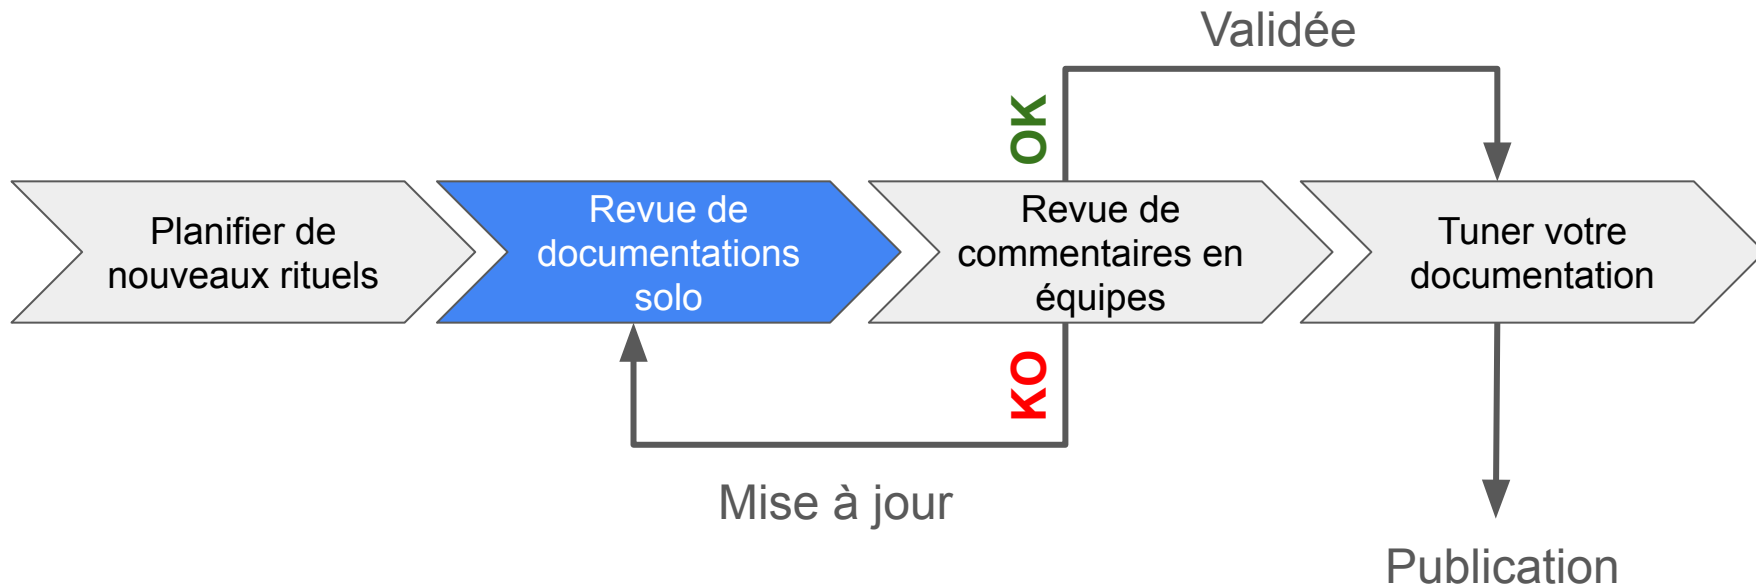 Validée
OK
Planifier de
nouveaux rituels
Revue de
documentations
solo
Revue de
commentaires en
équipes
Tuner votre
documentation
KO
Mise à jour
Publication